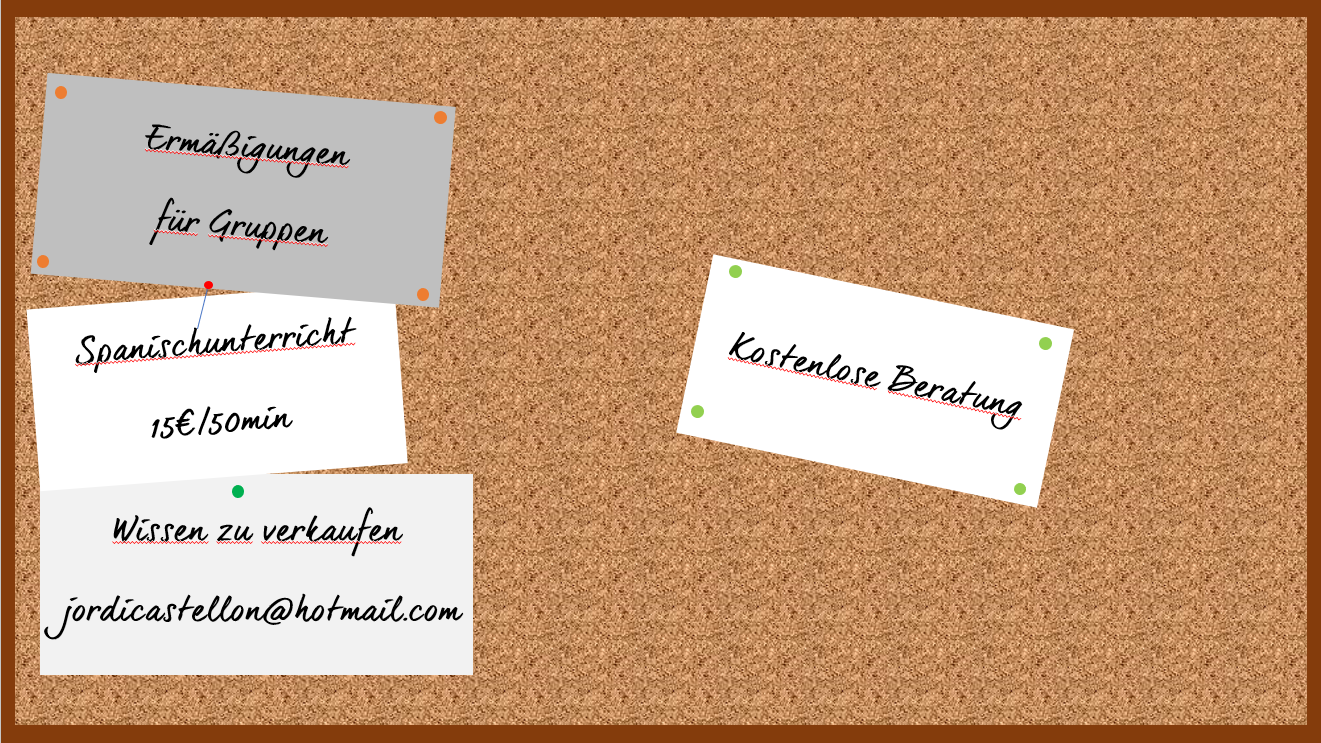 Ermäßigungen
für Gruppen
Spanischunterricht
15€/50min
Wissen zu verkaufen
jordicastellon@hotmail.com
Kostenlose Beratung